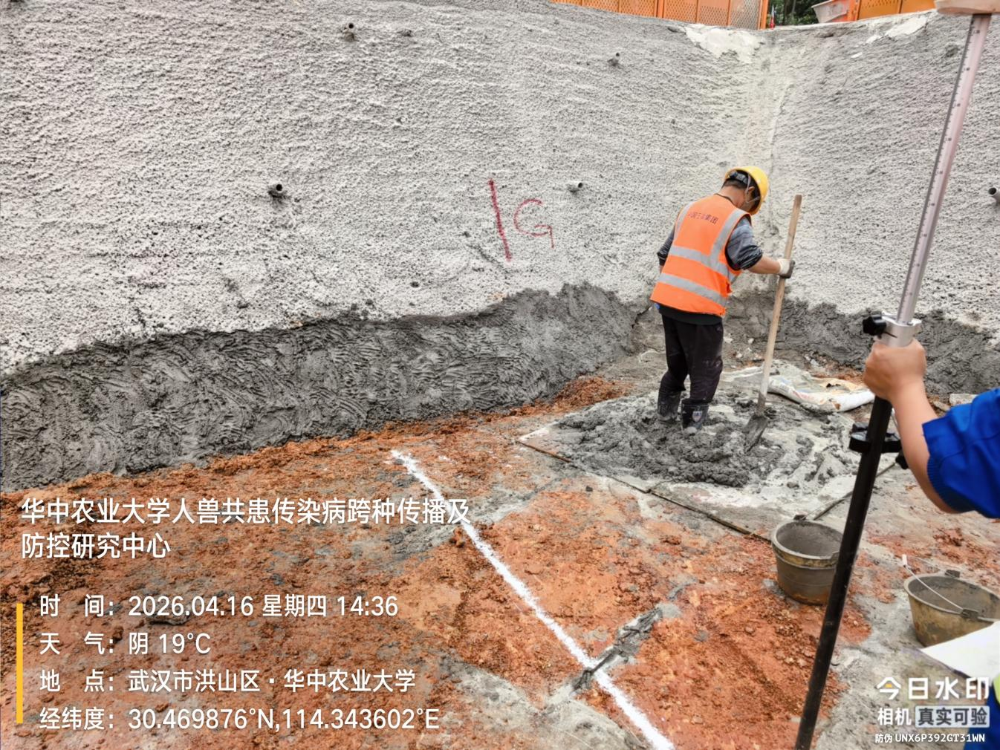 1G
华中农业大学人兽共患传染病跨种传播及
防控研究中心
时 间：2026.04.16 星期四 14:36
天 气：阴 19°C
地 点：武汉市洪山区·华中农业大学
经纬度：30.469876°N,114.343602°E
今日水印
相机 真实可验
防伪 UNX6P392GT31WN